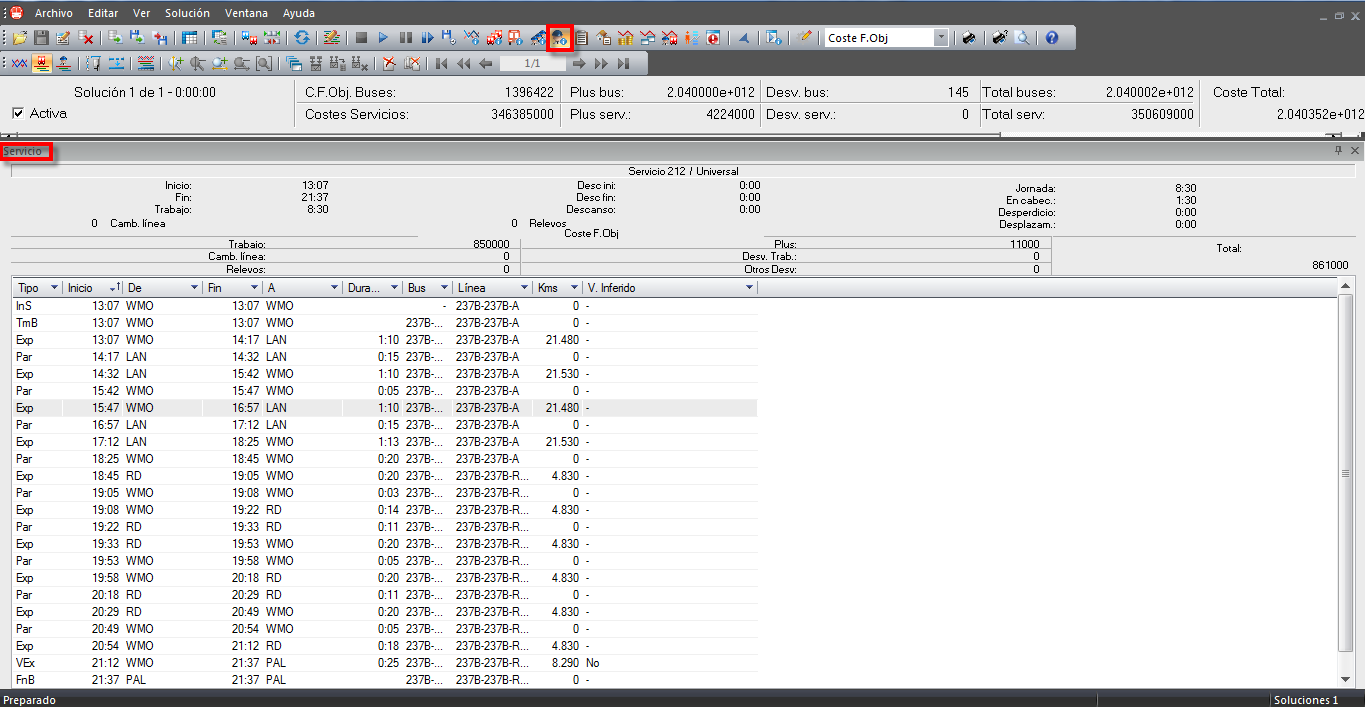 Archivo Editar Ver Solución Ventana Ayuda
Coste F.Obj
1/1
Solución 1 de 1 - 0:00:00 C.F.Obj. Buses: 1396422 Plus bus: 2.040000e+012 Desv. bus: 145 Total buses: 2.040002e+012 Coste Total:
Activa Costes Servicios: 346385000 Plus serv.: 4224000 Desv. serv.: 0 Total serv: 350609000 2.040352e+012
Servicio
Servicio 212 / Universal
Inicio: 13:07 Desc ini: 0:00 Jornada: 8:30
Fin: 21:37 Desc fin: 0:00 En cabec.: 1:30
Trabajo: 8:30 Descanso: 0:00 Desperdicio: 0:00
0 Camb. línea 0 Relevos Desplazam.: 0:00
Coste F.Obj
Trabajo: 850000 Plus: 11000 Total:
Camb. línea: 0 Desv. Trab.: 0
Relevos: 0 Otros Desv: 0 861000
Tipo Inicio De Fin A Dura... Bus Línea Kms V. Inferido
InS 13:07 WMO 13:07 WMO - 237B-237B-A 0 -
TmB 13:07 WMO 13:07 WMO 237B-... 237B-237B-A 0 -
Exp 13:07 WMO 14:17 LAN 1:10 237B-... 237B-237B-A 21.480 -
Par 14:17 LAN 14:32 LAN 0:15 237B-... 237B-237B-A 0 -
Exp 14:32 LAN 15:42 WMO 1:10 237B-... 237B-237B-A 21.530 -
Par 15:42 WMO 15:47 WMO 0:05 237B-... 237B-237B-A 0 -
Exp 15:47 WMO 16:57 LAN 1:10 237B-... 237B-237B-A 21.480 -
Par 16:57 LAN 17:12 LAN 0:15 237B-... 237B-237B-A 0 -
Exp 17:12 LAN 18:25 WMO 1:13 237B-... 237B-237B-A 21.530 -
Par 18:25 WMO 18:45 WMO 0:20 237B-... 237B-237B-A 0 -
Exp 18:45 RD 19:05 WMO 0:20 237B-... 237B-237B-R... 4.830 -
Par 19:05 WMO 19:08 WMO 0:03 237B-... 237B-237B-R... 0 -
Exp 19:08 WMO 19:22 RD 0:14 237B-... 237B-237B-R... 4.830 -
Par 19:22 RD 19:33 RD 0:11 237B-... 237B-237B-R... 0 -
Exp 19:33 RD 19:53 WMO 0:20 237B-... 237B-237B-R... 4.830 -
Par 19:53 WMO 19:58 WMO 0:05 237B-... 237B-237B-R... 0 -
Exp 19:58 WMO 20:18 RD 0:20 237B-... 237B-237B-R... 4.830 -
Par 20:18 RD 20:29 RD 0:11 237B-... 237B-237B-R... 0 -
Exp 20:29 RD 20:49 WMO 0:20 237B-... 237B-237B-R... 4.830 -
Par 20:49 WMO 20:54 WMO 0:05 237B-... 237B-237B-R... 0 -
Exp 20:54 WMO 21:12 RD 0:18 237B-... 237B-237B-R... 4.830 -
VEx 21:12 WMO 21:37 PAL 0:25 237B-... 237B-237B-R... 8.290 No
FnB 21:37 PAL 21:37 PAL 237B-... 237B-237B-R... 0 -
Preparado Soluciones 1